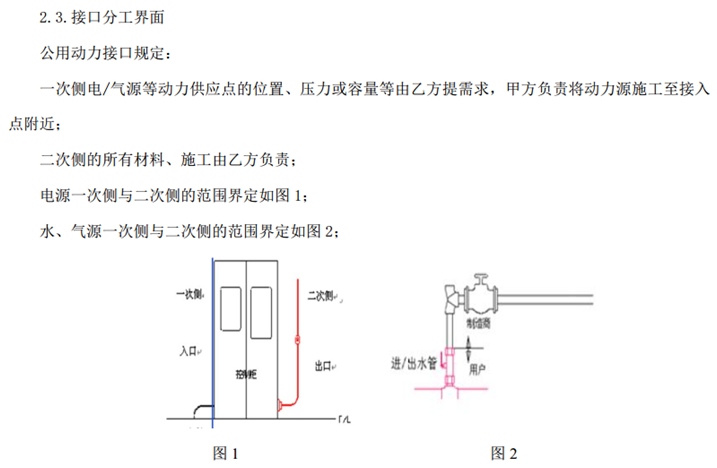 2.3.接口分工界面
公用动力接口规定：
一次侧电/气源等动力供应点的位置、压力或容量等由乙方提需求，甲方负责将动力源施工至接入
点附近；
二次侧的所有材料、施工由乙方负责；
电源一次侧与二次侧的范围界定如图1；
水、气源一次侧与二次侧的范围界定如图2；
一次侧
二次侧
入口
控制柜
出口
制造商
进/出水管
用户
图1
图2